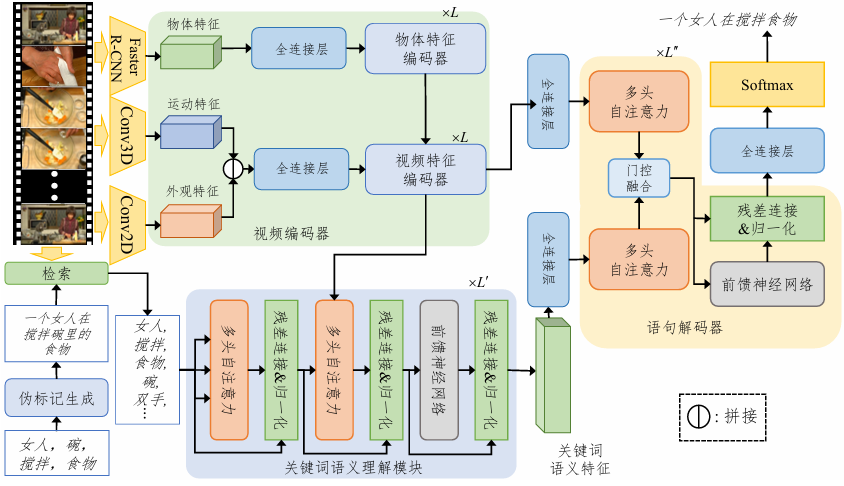 Faster
R-CNN
Conv3D
Conv2D
物体特征
全连接层
×L
物体特征
编码器
运动特征
外观特征
全连接层
×L
视频特征
编码器
视频编码器
全连接层
全连接层
×L″
多头
自注意力
门控
融合
多头
自注意力
一个女人在搅拌食物
Softmax
全连接层
残差连接
&归一化
前馈神经网络
语句解码器
检索
一个女人在
搅拌碗里的
食物
伪标记生成
女人，碗，
搅拌，食物
女人，
搅拌，
食物，
碗，
双手，
……
×L′
多头自注意力
残差连接&归一化
多头自注意力
残差连接&归一化
前馈神经网络
残差连接&归一化
关键词语义理解模块
关键词
语义特征
：拼接